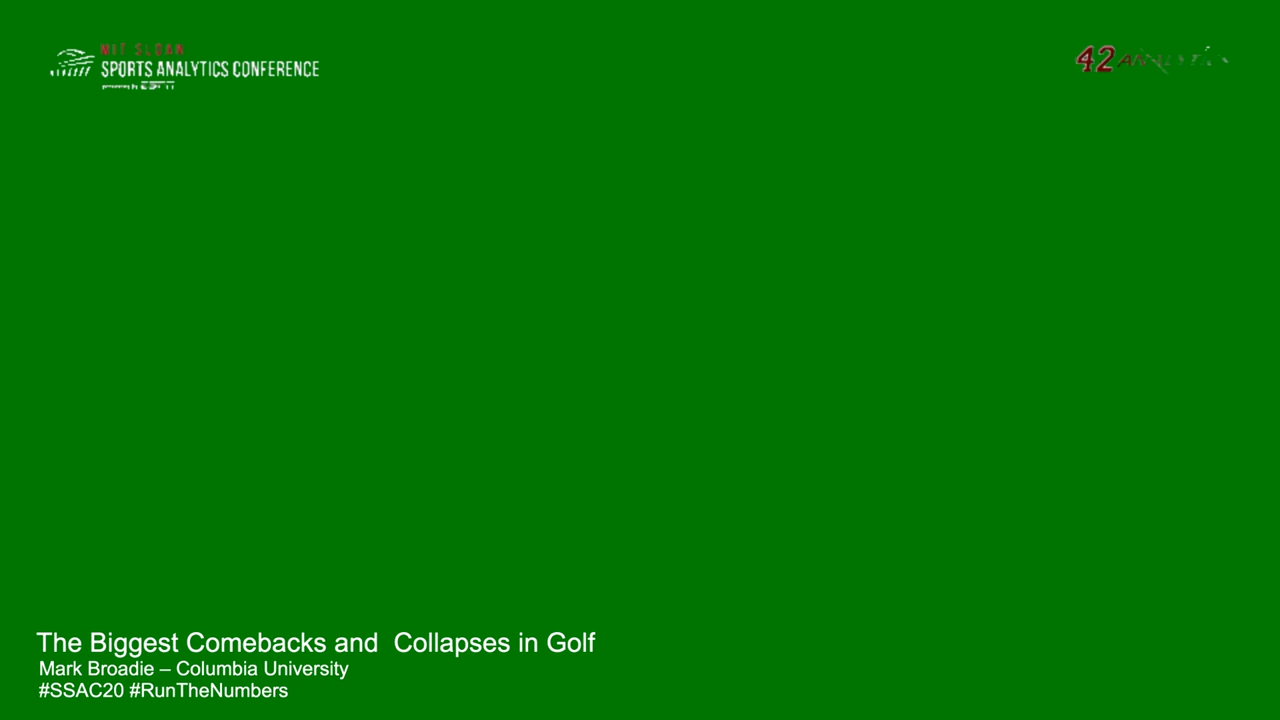 MIT SLOAN
SPORTS ANALYTICS CONFERENCE
42 ANALYTICS
The Biggest Comebacks and  Collapses in Golf
Mark Broadie – Columbia University
#SSAC20 #RunTheNumbers